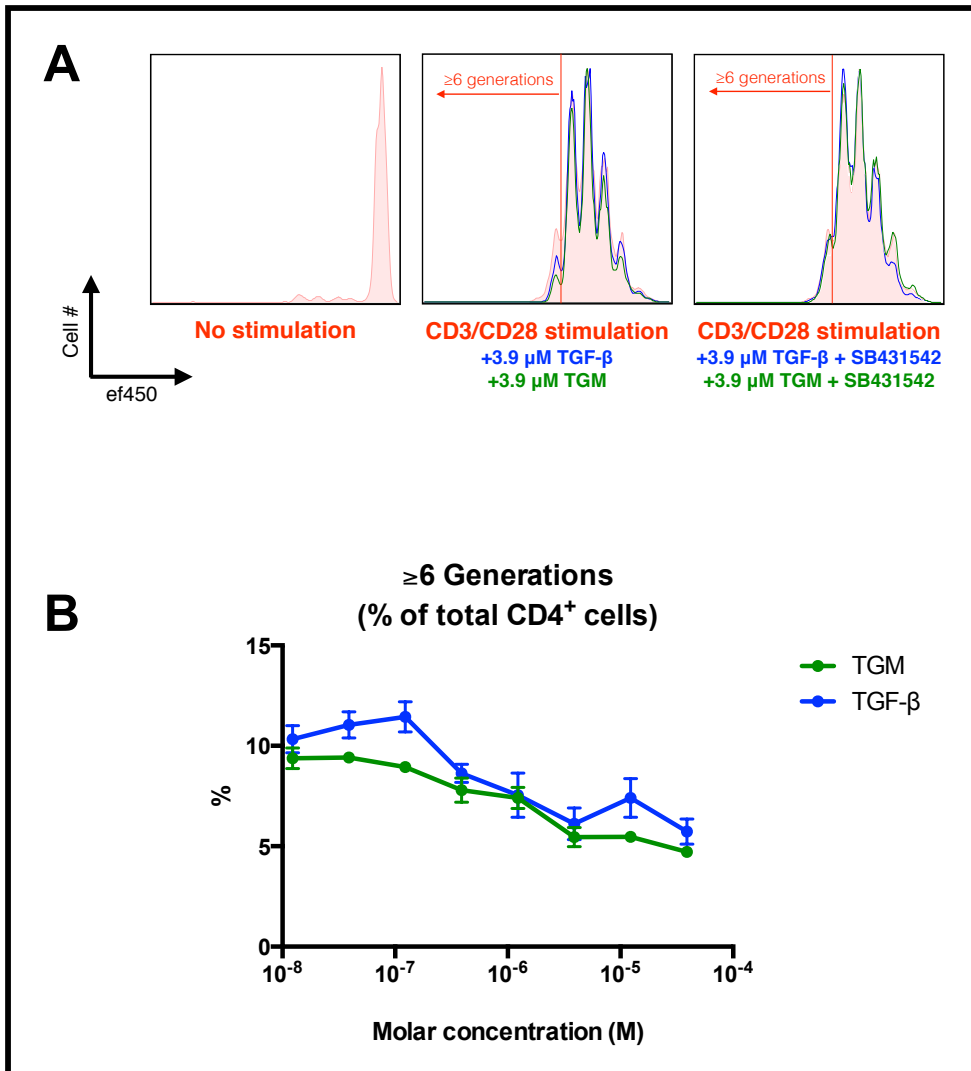 A
≥6 generations
≥6 generations
Cell #
ef450
No stimulation
CD3/CD28 stimulation
+3.9 µM TGF-β
+3.9 µM TGM
CD3/CD28 stimulation
+3.9 µM TGF-β + SB431542
+3.9 µM TGM + SB431542
B
≥6 Generations
(% of total CD4⁺ cells)
15
10
5
0
%
10⁻⁸
10⁻⁷
10⁻⁶
10⁻⁵
10⁻⁴
Molar concentration (M)
TGM
TGF-β